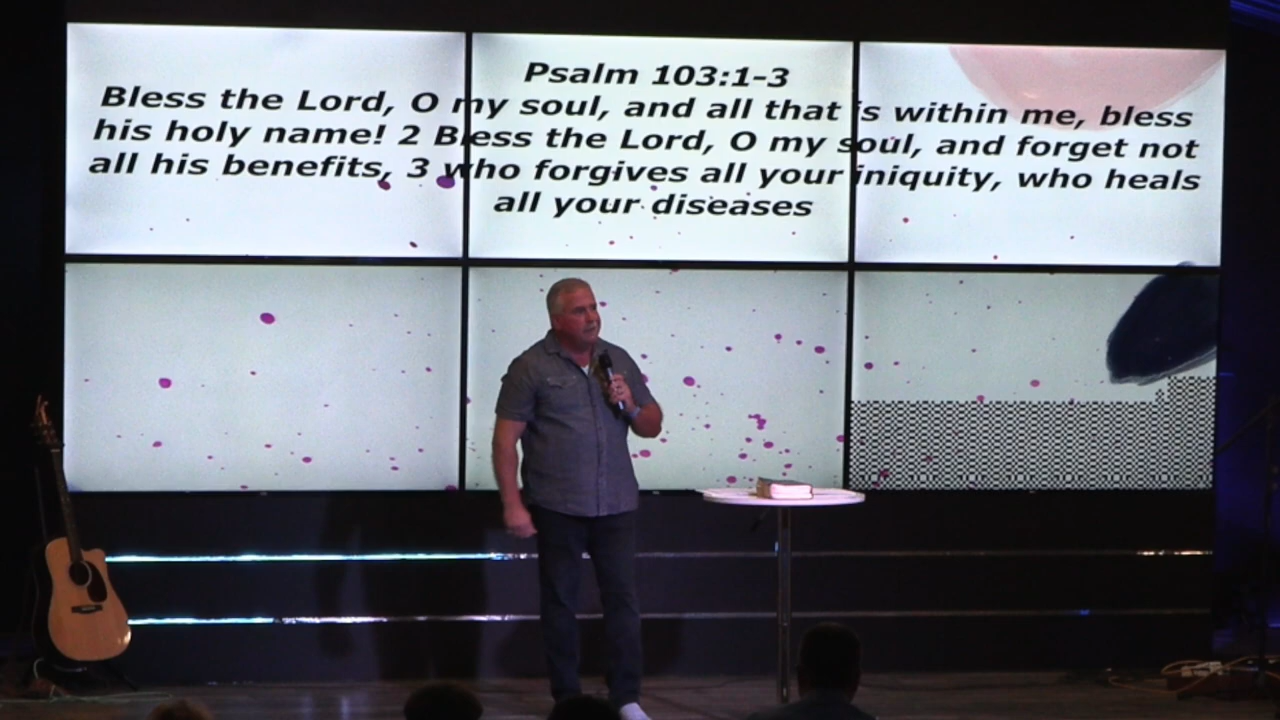 Psalm 103:1-3
Bless the Lord, O my soul, and all that is within me, bless
his holy name! 2 Bless the Lord, O my soul, and forget not
all his benefits, 3 who forgives all your iniquity, who heals
all your diseases